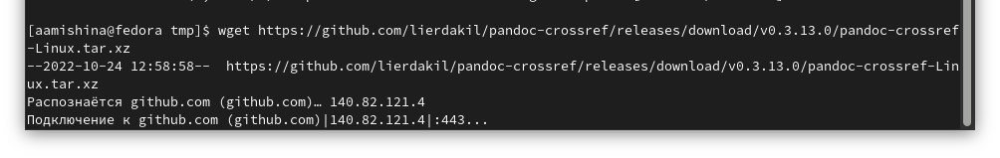 [aamishina@fedora tmp]$ wget https://github.com/lierdakil/pandoc-crossref/releases/download/v0.3.13.0/pandoc-crossref
-Linux.tar.xz
--2022-10-24 12:58:58--  https://github.com/lierdakil/pandoc-crossref/releases/download/v0.3.13.0/pandoc-crossref-Lin
ux.tar.xz
Распознаётся github.com (github.com)… 140.82.121.4
Подключение к github.com (github.com)|140.82.121.4|:443...